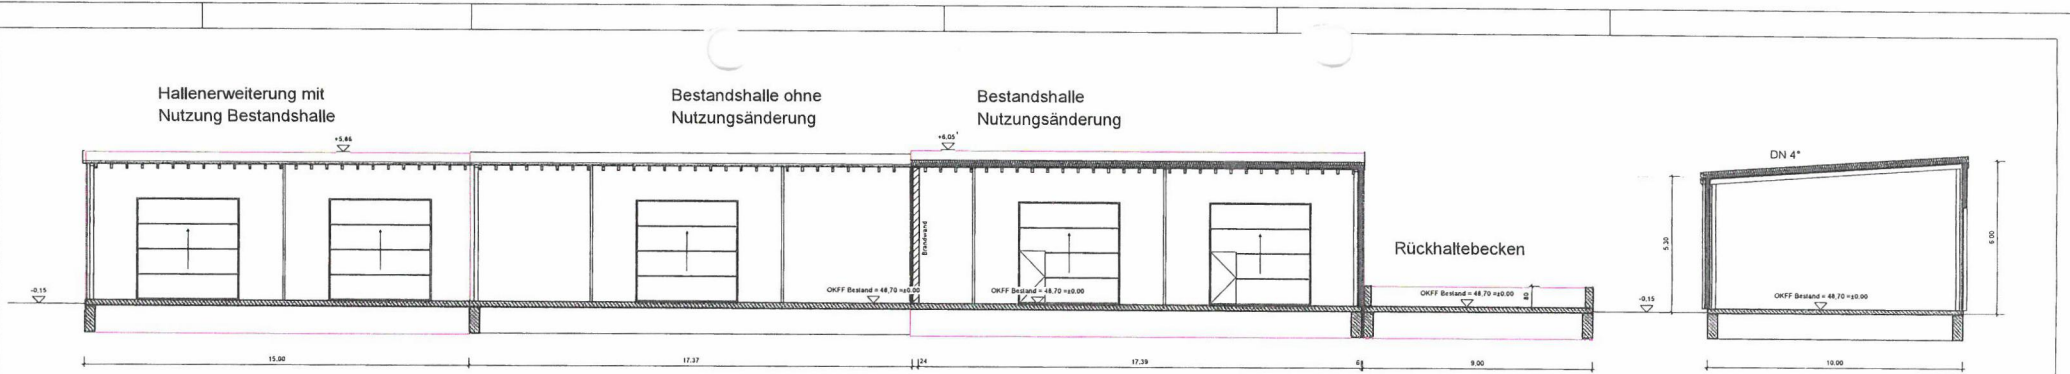 Hallenerweiterung mit
Nutzung Bestandshalle
Bestandshalle ohne
Nutzungsänderung
Bestandshalle
Nutzungsänderung
+5.86
+6.05
DN 4°
Brandwand
5.20
6.00
Rückhaltebecken
-0.15
OKFF Bestand = 48,70 =±0.00
OKFF Bestand = 48,70 =±0.00
OKFF Bestand = 48,70 =±0.00
80
-0.15
OKFF Bestand = 48,70 =±0.00
15.00
17.37
24
17.39
6
9.00
10.00